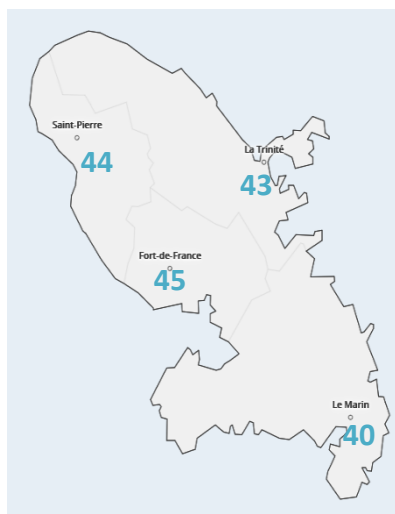 Saint-Pierre
44
La Trinité
43
Fort-de-France
45
Le Marin
40